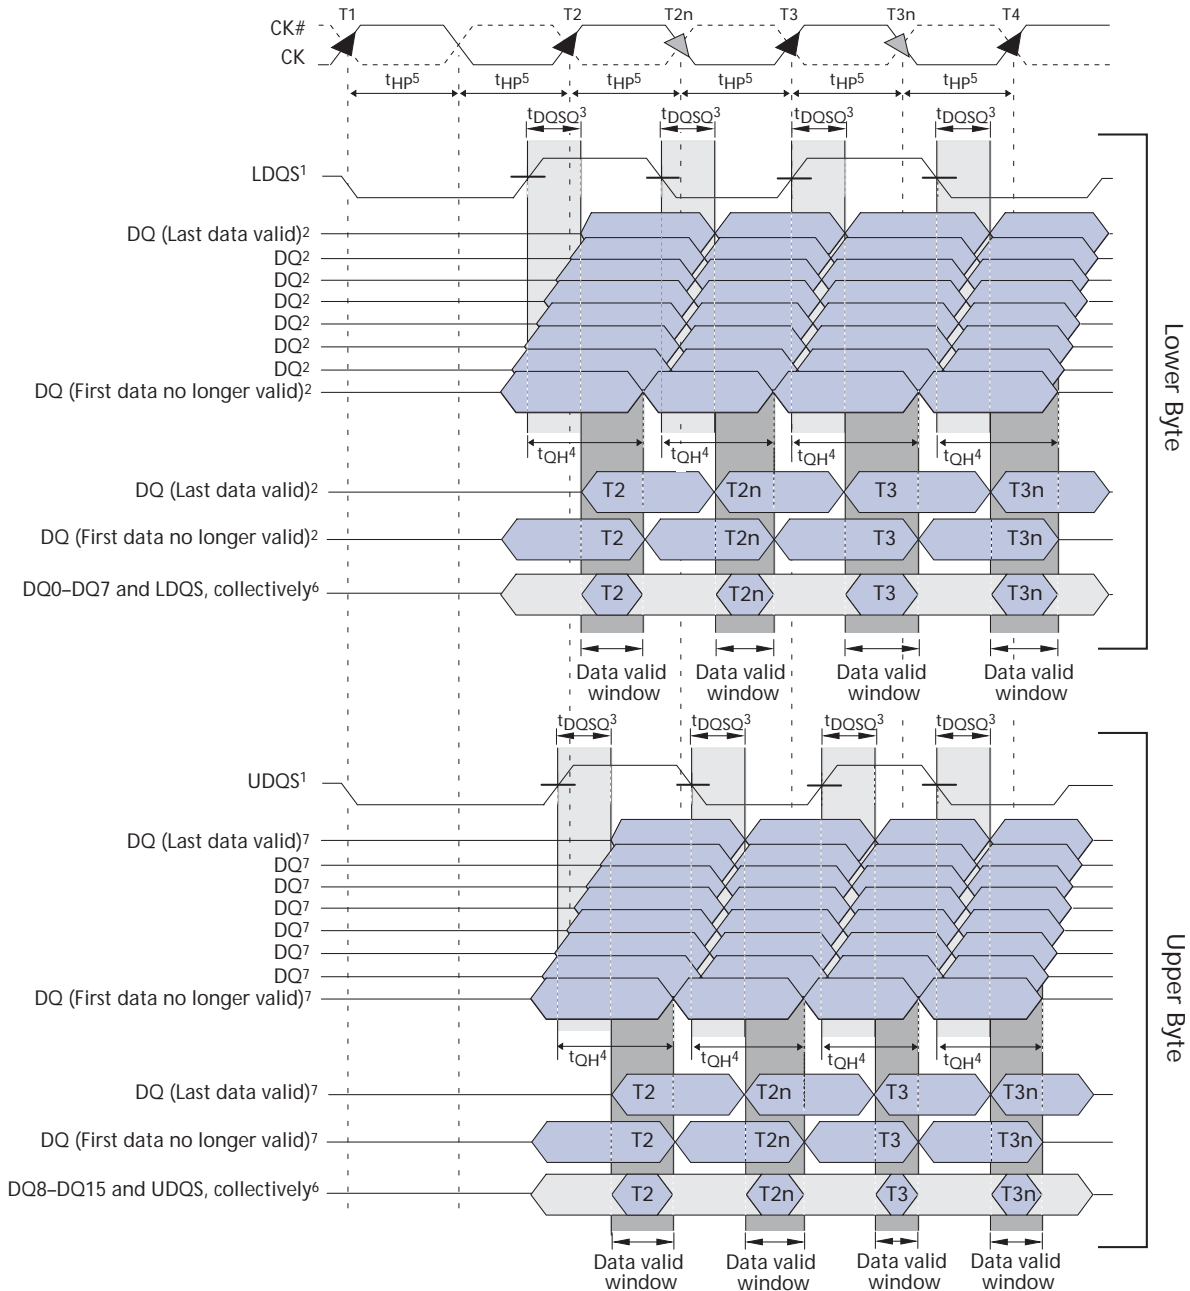 T1 T2 T2n T3 T3n T4
CK#
CK
tHP5 tHP5 tHP5 tHP5 tHP5 tHP5
tDQSQ3 tDQSQ3 tDQSQ3 tDQSQ3
LDQS1
DQ (Last data valid)2
DQ2
DQ2
DQ2
DQ2
DQ2
DQ2
DQ (First data no longer valid)2
tQH4 tQH4 tQH4 tQH4
DQ (Last data valid)2 T2 T2n T3 T3n
DQ (First data no longer valid)2 T2 T2n T3 T3n
DQ0–DQ7 and LDQS, collectively6 T2 T2n T3 T3n
Data valid window Data valid window Data valid window Data valid window
Lower Byte
tDQSQ3 tDQSQ3 tDQSQ3 tDQSQ3
UDQS1
DQ (Last data valid)7
DQ7
DQ7
DQ7
DQ7
DQ7
DQ7
DQ (First data no longer valid)7
tQH4 tQH4 tQH4 tQH4
DQ (Last data valid)7 T2 T2n T3 T3n
DQ (First data no longer valid)7 T2 T2n T3 T3n
DQ8–DQ15 and UDQS, collectively6 T2 T2n T3 T3n
Data valid window Data valid window Data valid window Data valid window
Upper Byte